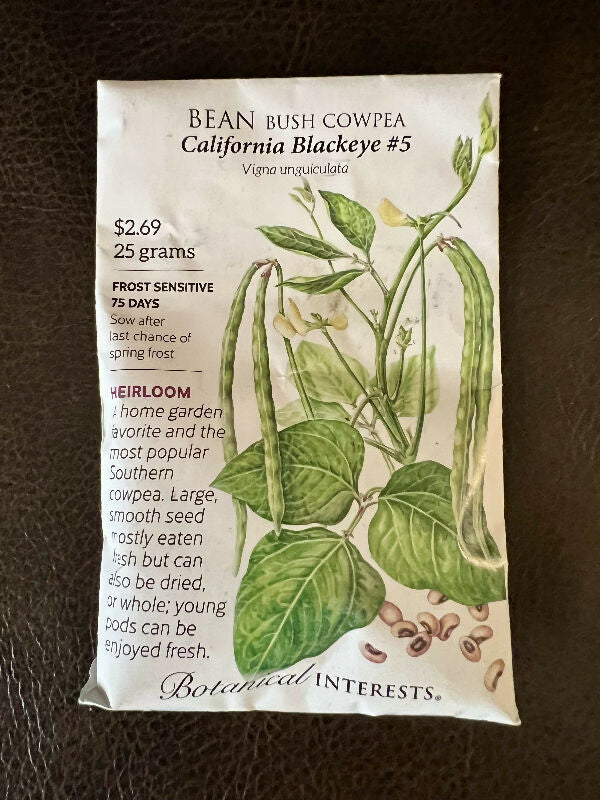 BEAN BUSH COWPEA
California Blackeye #5
Vigna unguiculata
$2.69
25 grams
FROST SENSITIVE
75 DAYS
Sow after
last chance of
spring frost
HEIRLOOM
A home garden
favorite and the
most popular
Southern
cowpea. Large,
smooth seed
mostly eaten
fresh but can
also be dried,
or whole; young
pods can be
enjoyed fresh.
Botanical INTERESTS®